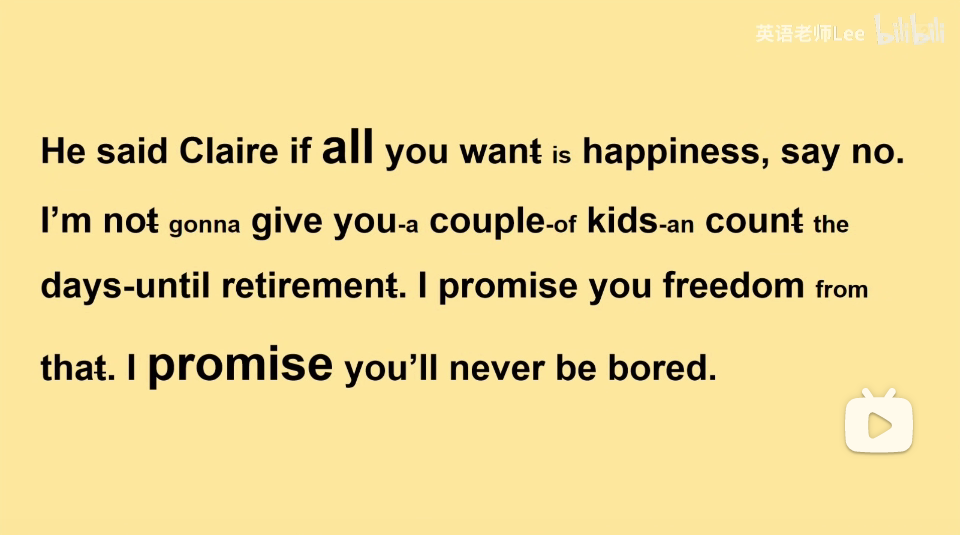 英语老师Lee bilibili
He said Claire if all you want is happiness, say no.
I'm not gonna give you-a couple-of kids-an count the
days-until retirement. I promise you freedom from
that. I promise you'll never be bored.